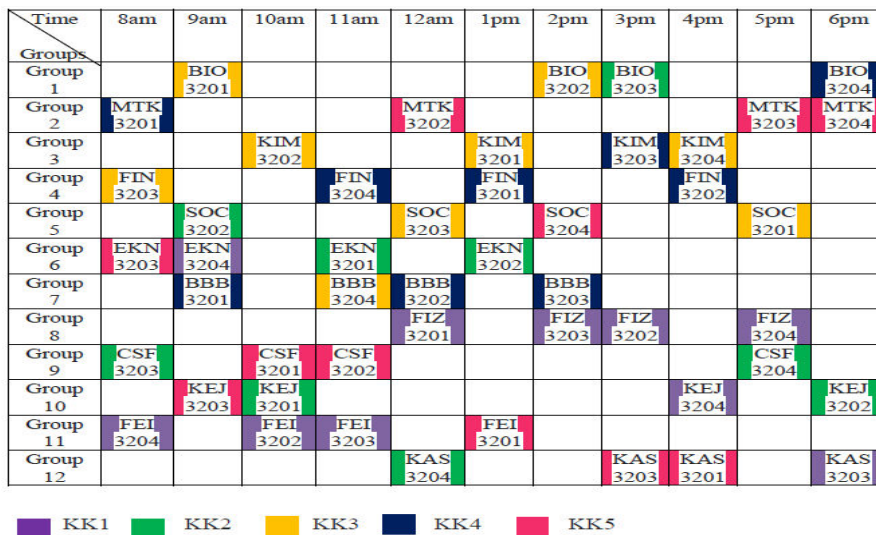 Time 8am 9am 10am 11am 12am 1pm 2pm 3pm 4pm 5pm 6pm
Groups
Group BIO BIO BIO BIO
1 3201 3202 3203 3204
Group MTK MTK MTK MTK
2 3201 3202 3203 3204
Group KIM KIM KIM KIM
3 3202 3201 3203 3204
Group FIN FIN FIN FIN
4 3203 3204 3201 3202
Group SOC SOC SOC SOC
5 3202 3203 3204 3201
Group EKN EKN EKN EKN
6 3203 3204 3201 3202
Group BBB BBB BBB BBB
7 3201 3204 3202 3203
Group FIZ FIZ FIZ FIZ
8 3201 3203 3202 3204
Group CSF CSF CSF CSF
9 3203 3201 3202 3204
Group KEJ KEJ KEJ KEJ
10 3203 3201 3204 3202
Group FEI FEI FEI FEI
11 3204 3202 3203 3201
Group KAS KAS KAS KAS
12 3204 3203 3201 3203
KK1 KK2 KK3 KK4 KK5